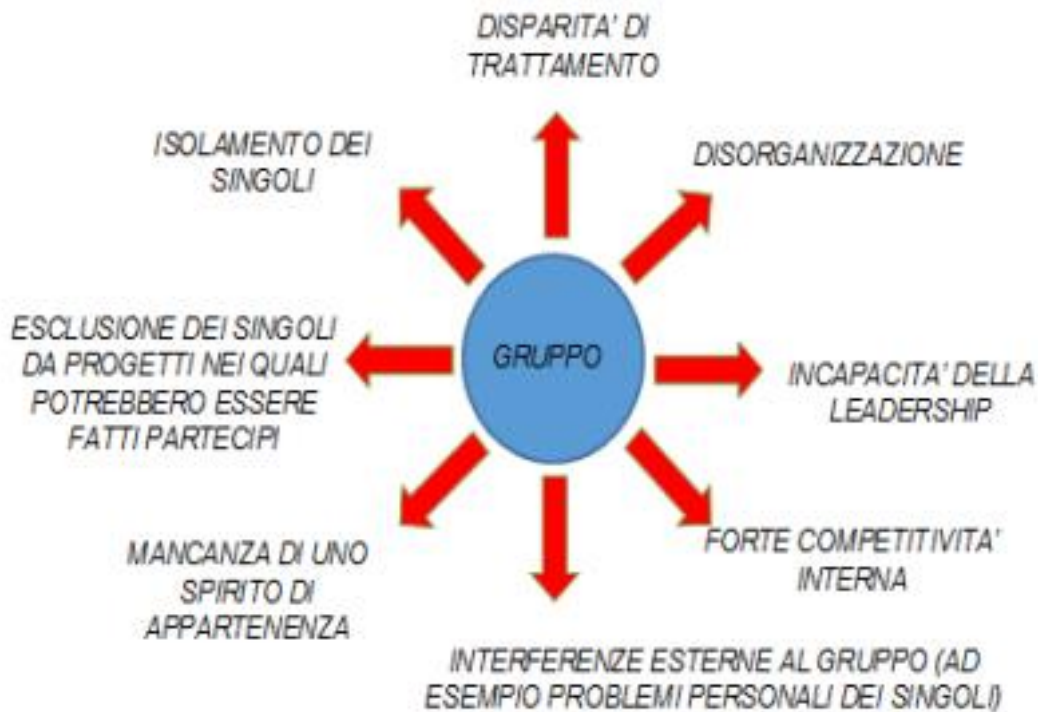 DISPARITA' DI
TRATTAMENTO
ISOLAMENTO DEI
SINGOLI
DISORGANIZZAZIONE
ESCLUSIONE DEI SINGOLI
DA PROGETTI NEI QUALI
POTREBBERO ESSERE
FATTI PARTECIPI
GRUPPO
INCAPACITA' DELLA
LEADERSHIP
MANCANZA DI UNO
SPIRITO DI
APPARTENENZA
FORTE COMPETITIVITA'
INTERNA
INTERFERENZE ESTERNE AL GRUPPO (AD
ESEMPIO PROBLEMI PERSONALI DEI SINGOLI)